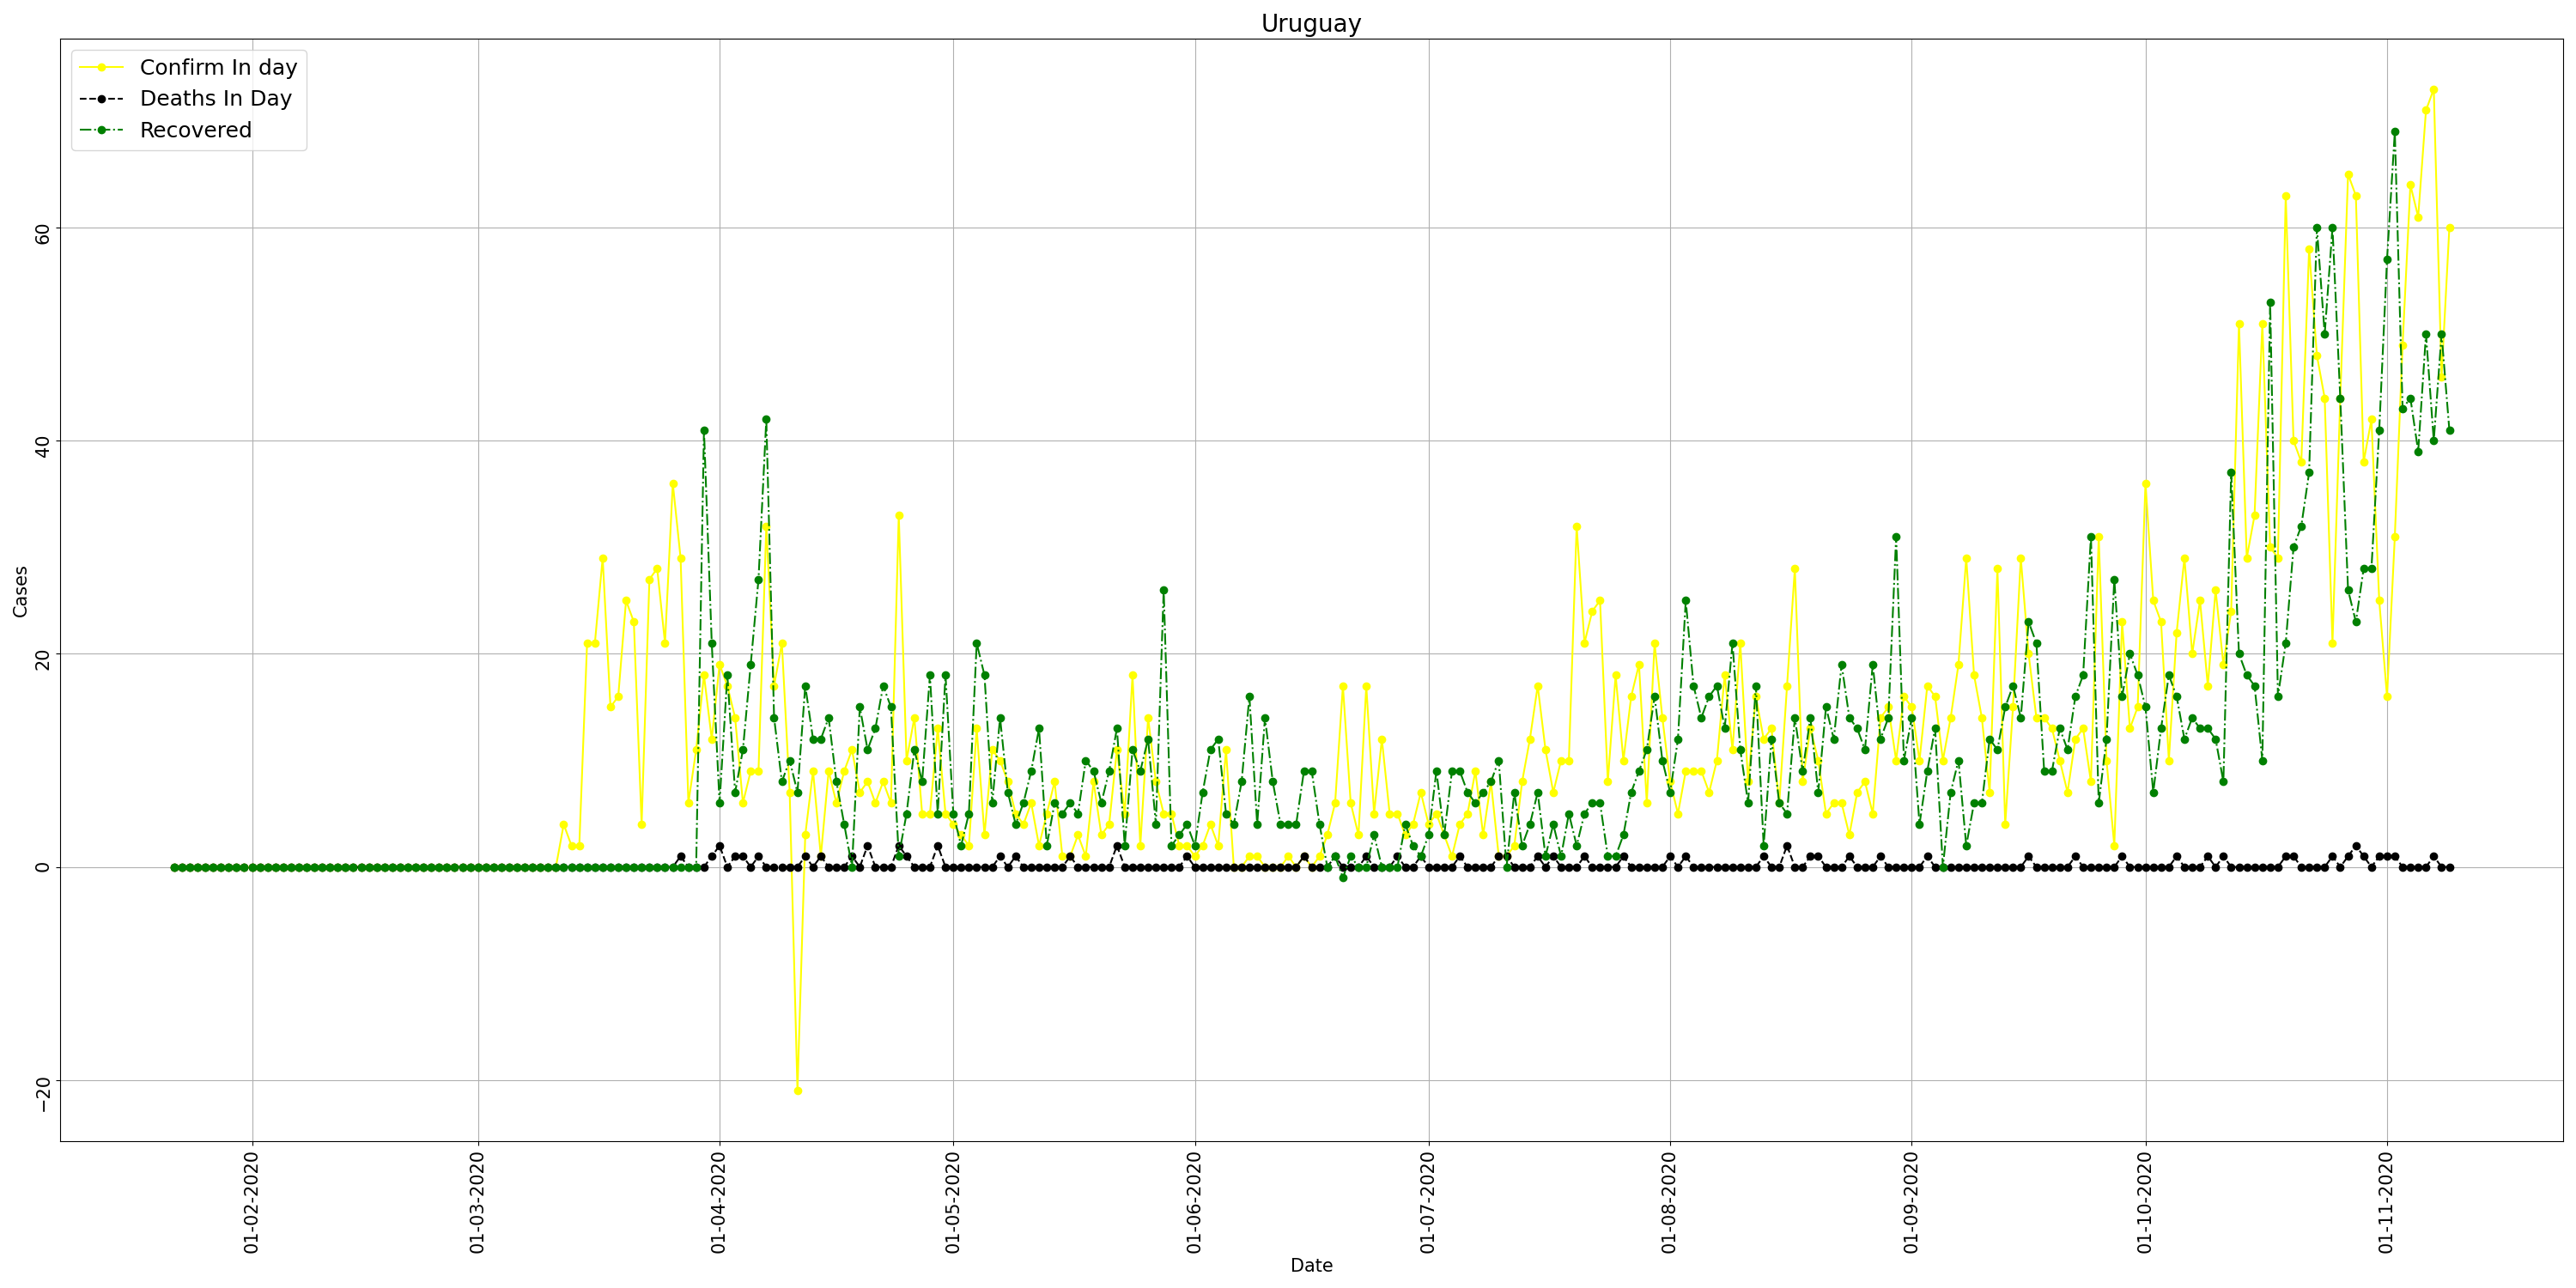 Uruguay
Confirm In day
Deaths In Day
Recovered
Cases
60
40
20
0
−20
01-02-2020
01-03-2020
01-04-2020
01-05-2020
01-06-2020
01-07-2020
01-08-2020
01-09-2020
01-10-2020
01-11-2020
Date